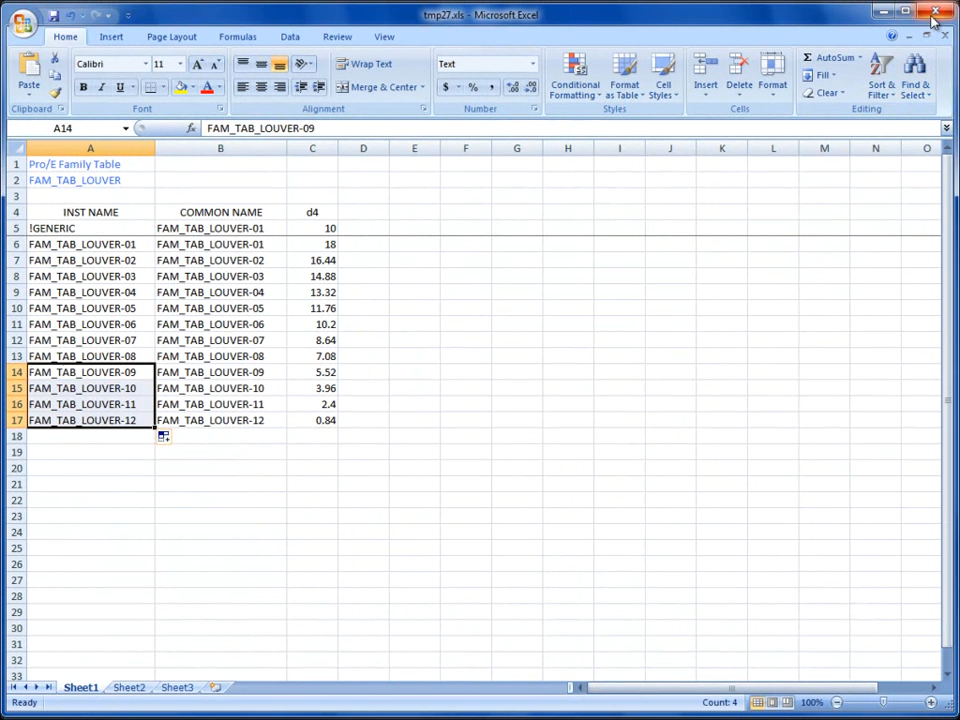 tmp27.xls - Microsoft Excel
Home Insert Page Layout Formulas Data Review View
Calibri 11 Wrap Text Text AutoSum
Fill
Paste Conditional Formatting Format as Table Cell Styles Insert Delete Format Sort & Filter Find & Select
B I U Merge & Center $ % , Clear
Clipboard Font Alignment Number Styles Cells Editing
A14 fx FAM_TAB_LOUVER-09
A B C D E F G H I J K L M N O
1 Pro/E Family Table
2 FAM_TAB_LOUVER
3
4 INST NAME COMMON NAME d4
5 !GENERIC FAM_TAB_LOUVER-01 10
6 FAM_TAB_LOUVER-01 FAM_TAB_LOUVER-01 18
7 FAM_TAB_LOUVER-02 FAM_TAB_LOUVER-02 16.44
8 FAM_TAB_LOUVER-03 FAM_TAB_LOUVER-03 14.88
9 FAM_TAB_LOUVER-04 FAM_TAB_LOUVER-04 13.32
10 FAM_TAB_LOUVER-05 FAM_TAB_LOUVER-05 11.76
11 FAM_TAB_LOUVER-06 FAM_TAB_LOUVER-06 10.2
12 FAM_TAB_LOUVER-07 FAM_TAB_LOUVER-07 8.64
13 FAM_TAB_LOUVER-08 FAM_TAB_LOUVER-08 7.08
14 FAM_TAB_LOUVER-09 FAM_TAB_LOUVER-09 5.52
15 FAM_TAB_LOUVER-10 FAM_TAB_LOUVER-10 3.96
16 FAM_TAB_LOUVER-11 FAM_TAB_LOUVER-11 2.4
17 FAM_TAB_LOUVER-12 FAM_TAB_LOUVER-12 0.84
18
19
20
21
22
23
24
25
26
27
28
29
30
31
32
33
Sheet1 Sheet2 Sheet3
Ready Count: 4 100%